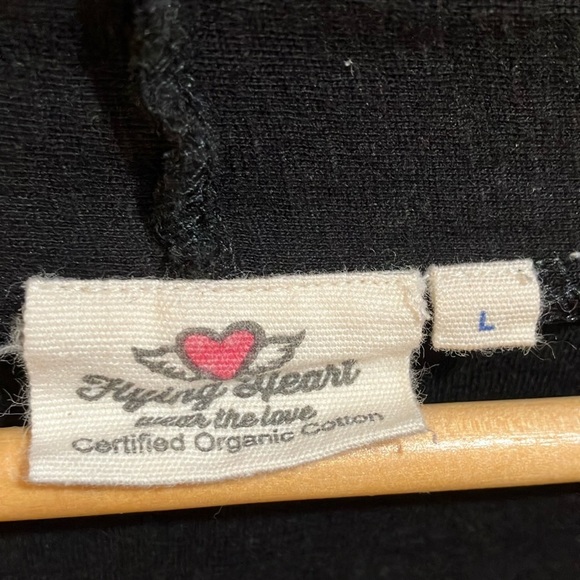 Flying Heart
wear the love
Certified Organic Cotton
L